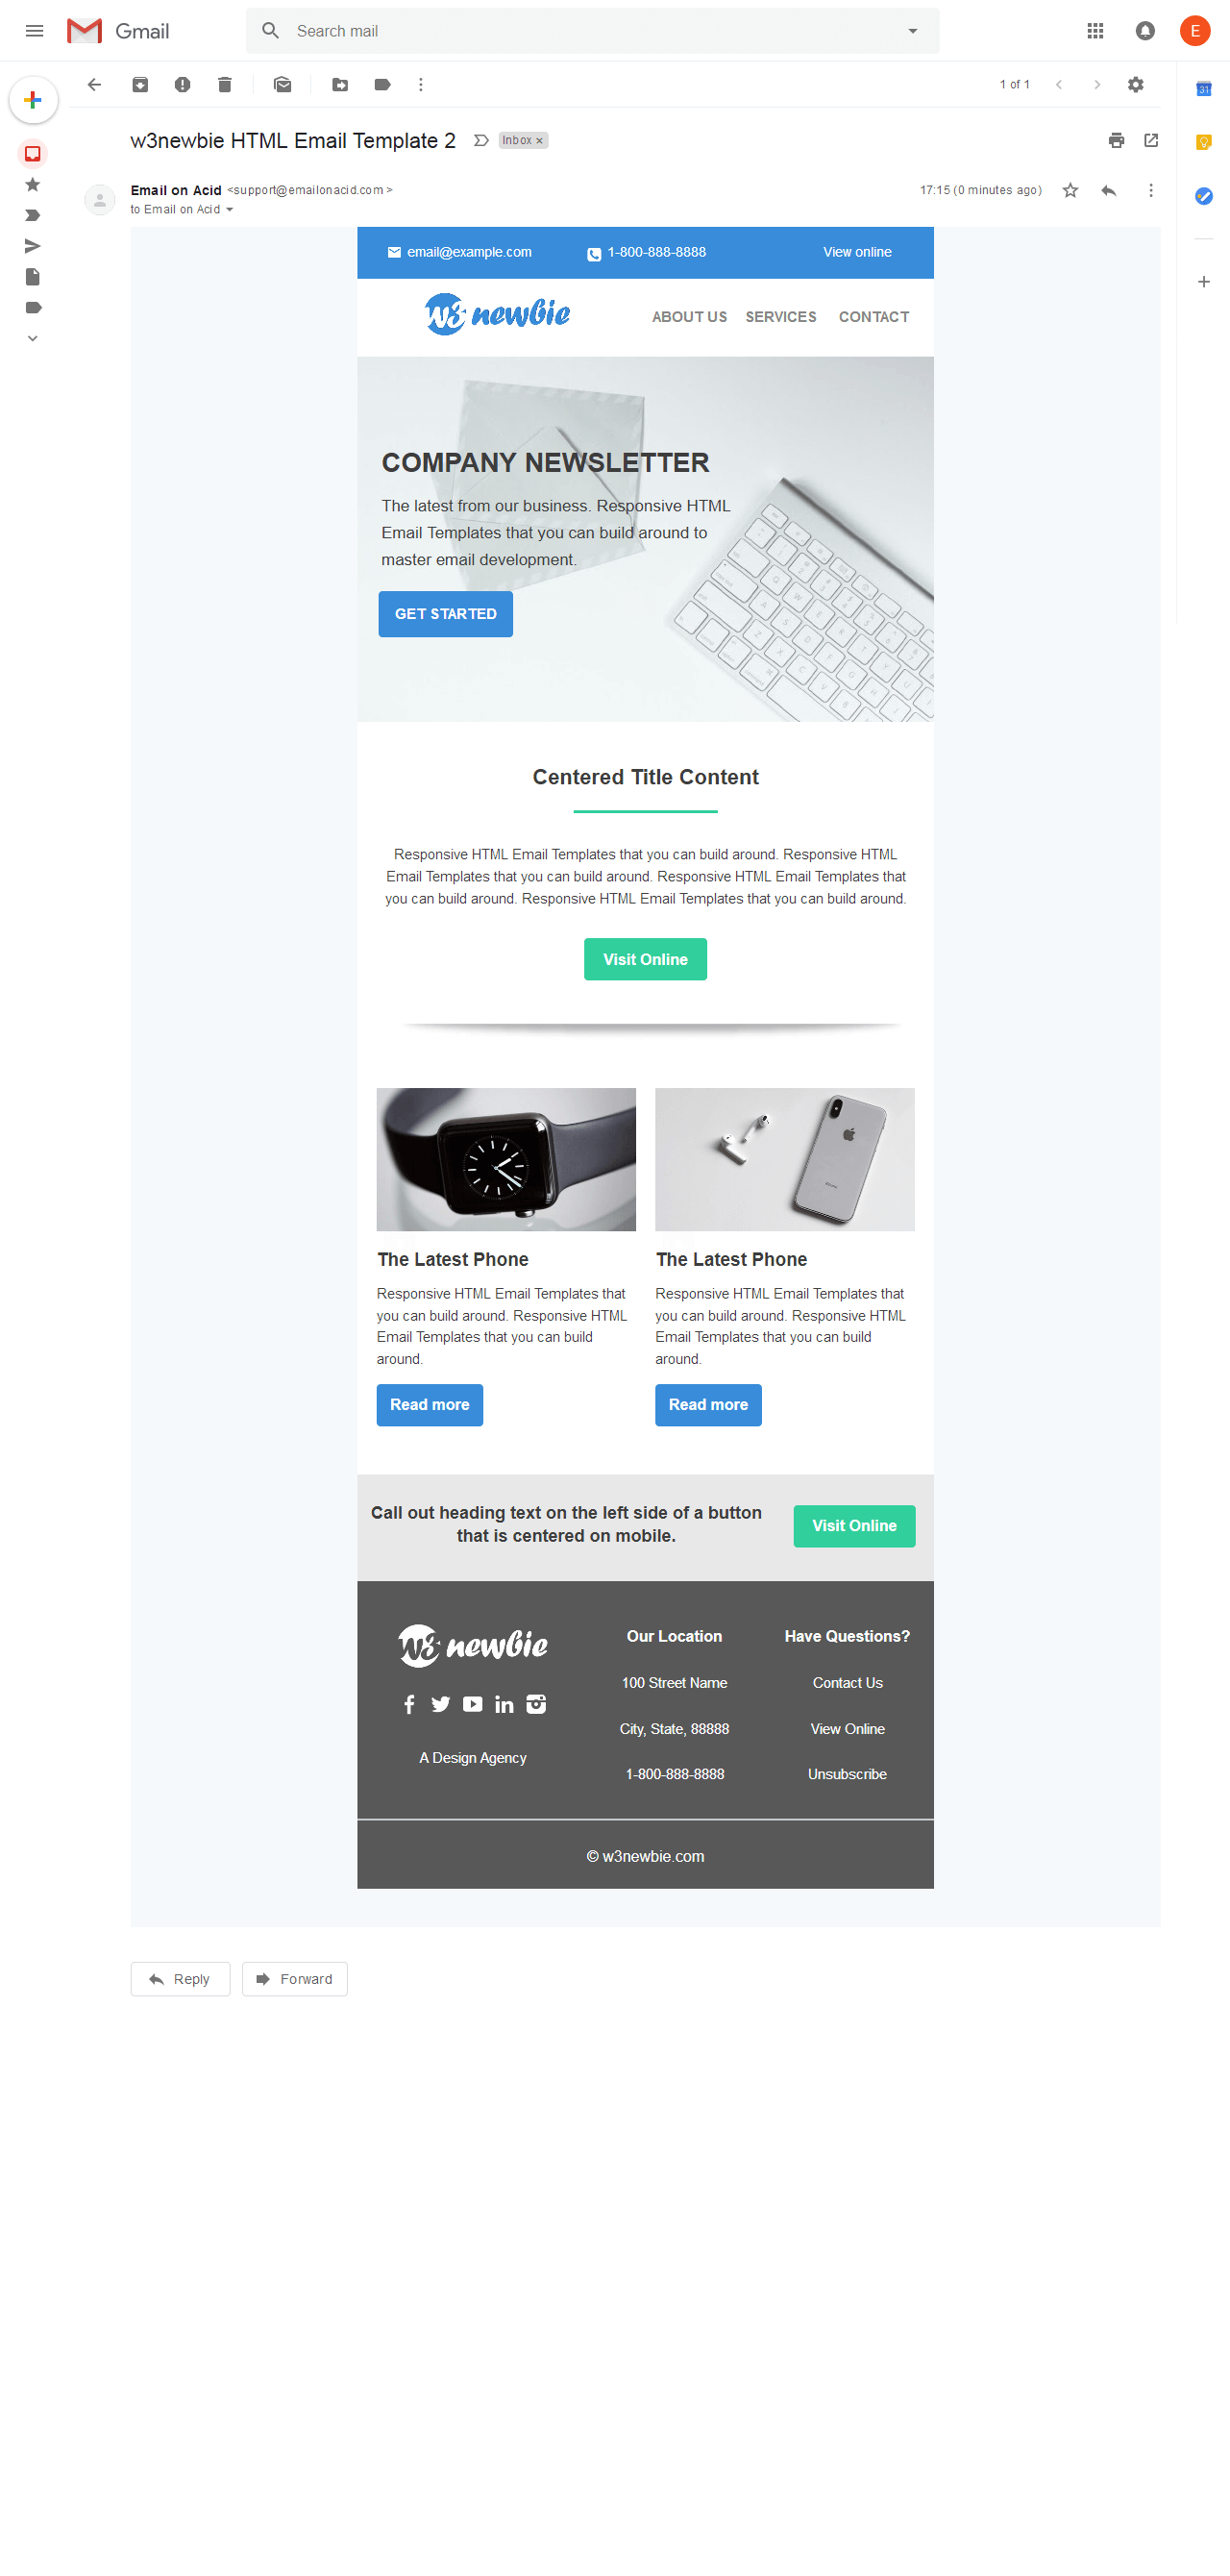 Gmail
Search mail
E
1 of 1
31
w3newbie HTML Email Template 2
Inbox ×
Email on Acid <support@emailonacid.com >
17:15 (0 minutes ago)
to Email on Acid
email@example.com
1-800-888-8888
View online
w3 newbie
ABOUT US
SERVICES
CONTACT
COMPANY NEWSLETTER
The latest from our business. Responsive HTML
Email Templates that you can build around to
master email development.
GET STARTED
Centered Title Content
Responsive HTML Email Templates that you can build around. Responsive HTML
Email Templates that you can build around. Responsive HTML Email Templates that
you can build around. Responsive HTML Email Templates that you can build around.
Visit Online
The Latest Phone
Responsive HTML Email Templates that
you can build around. Responsive HTML
Email Templates that you can build
around.
Read more
The Latest Phone
Responsive HTML Email Templates that
you can build around. Responsive HTML
Email Templates that you can build
around.
Read more
Call out heading text on the left side of a button
that is centered on mobile.
Visit Online
w3 newbie
A Design Agency
Our Location
100 Street Name
City, State, 88888
1-800-888-8888
Have Questions?
Contact Us
View Online
Unsubscribe
© w3newbie.com
Reply
Forward